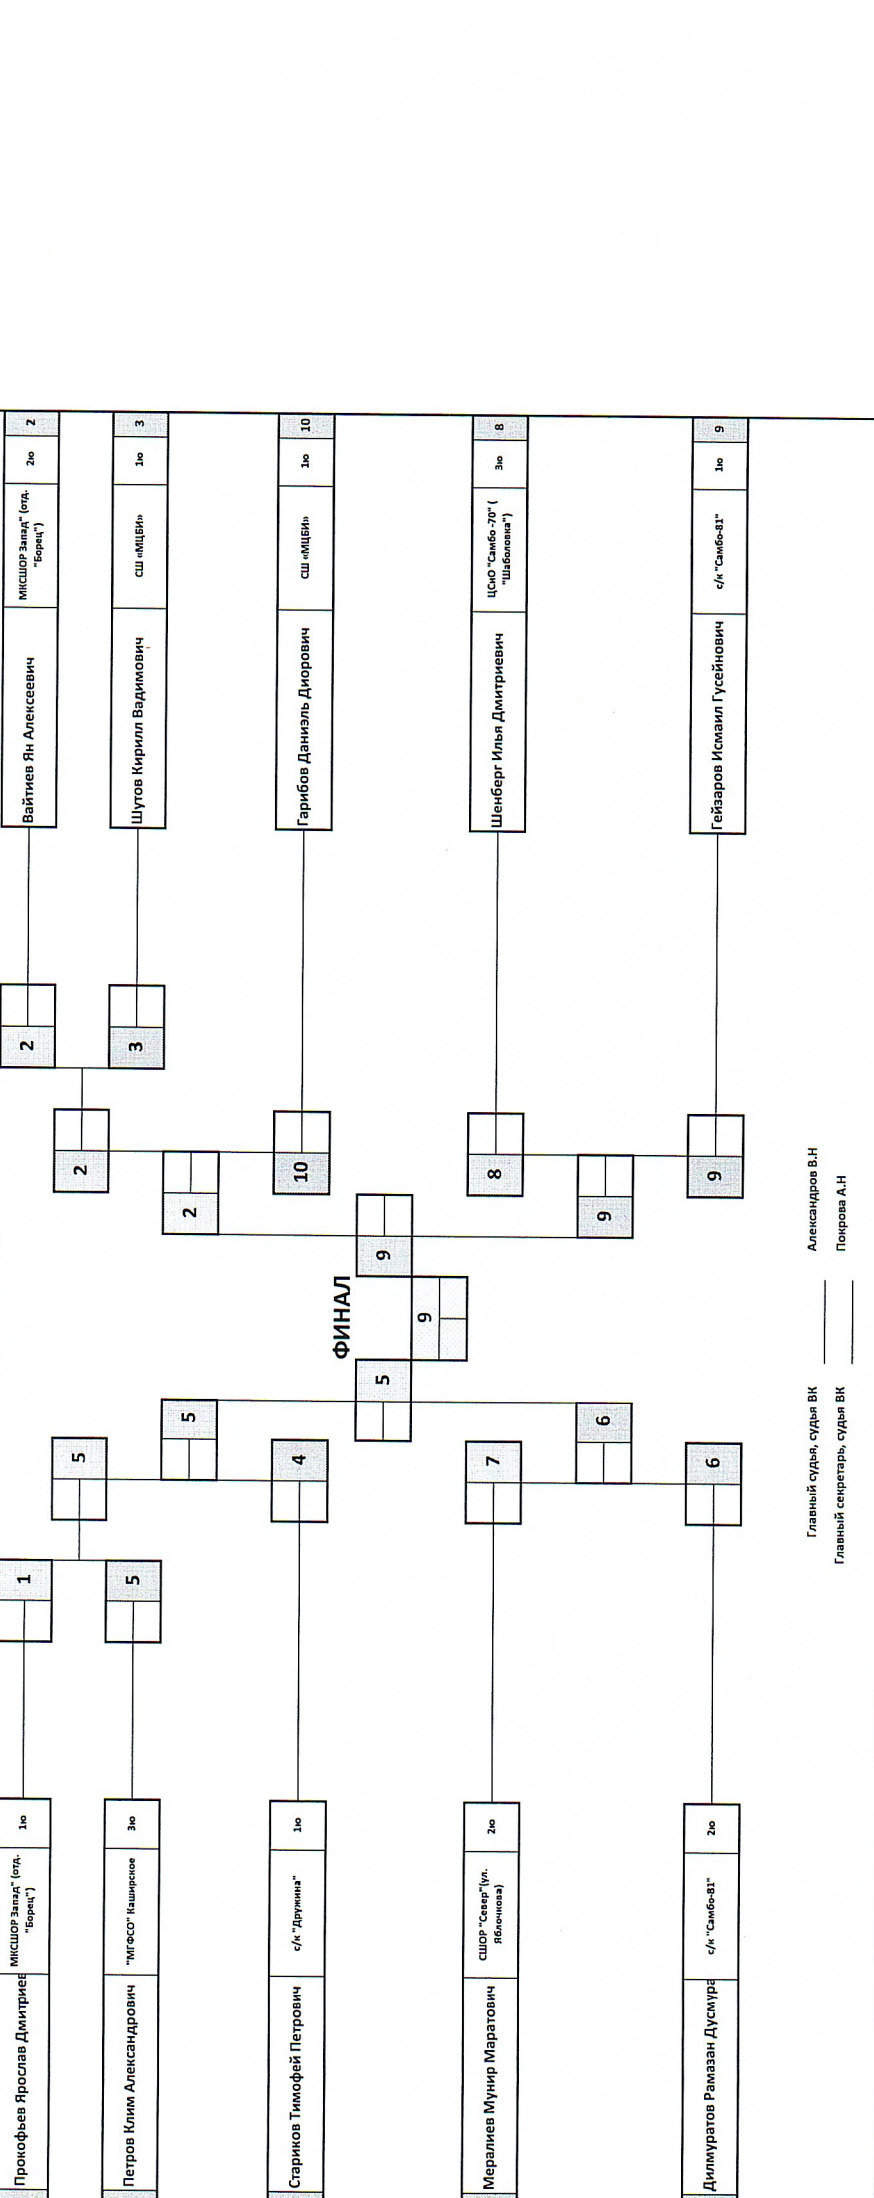 Прокофьев Ярослав Дмитриев
МКСШОР Запад" (отд.
"Борец")
1ю
1
Петров Клим Александрович
"МГФСО" Каширское
3ю
5
5
Стариков Тимофей Петрович
с/к "Дружина"
1ю
4
5
Мералиев Мунир Маратович
СШОР "Север"(ул.
Яблочкова)
2ю
7
Дилмуратов Рамазан Дусмура
с/к "Самбо-81"
2ю
6
6
5
ФИНАЛ
9
9
2
Вайтиев Ян Алексеевич
МКСШОР Запад" (отд.
"Борец")
2ю
2
3
Шутов Кирилл Вадимович
СШ «МЦБИ»
1ю
3
2
2
10
Гарибов Даниэль Диорович
СШ «МЦБИ»
1ю
10
8
Шенберг Илья Дмитриевич
ЦСиО "Самбо -70" (
"Шаболовка")
3ю
8
9
9
Гейзаров Исмаил Гусейнович
с/к "Самбо-81"
1ю
9
Главный судья, судья ВК Александров В.Н
Главный секретарь, судья ВК Покрова А.Н